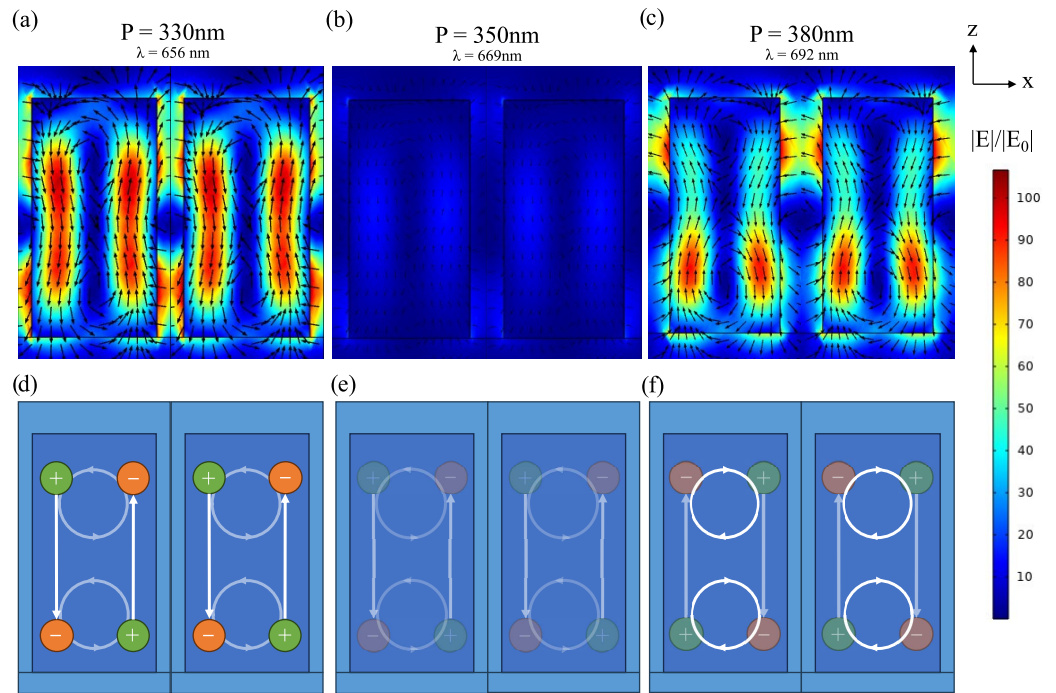 (a)
P = 330nm
λ = 656 nm
(b)
P = 350nm
λ = 669nm
(c)
P = 380nm
λ = 692 nm
z
x
|E|/|E₀|
100
90
80
70
60
50
40
30
20
10
(d)
+ − + −
− + − +
(e)
+ − + −
− + − +
(f)
− + − +
+ − + −